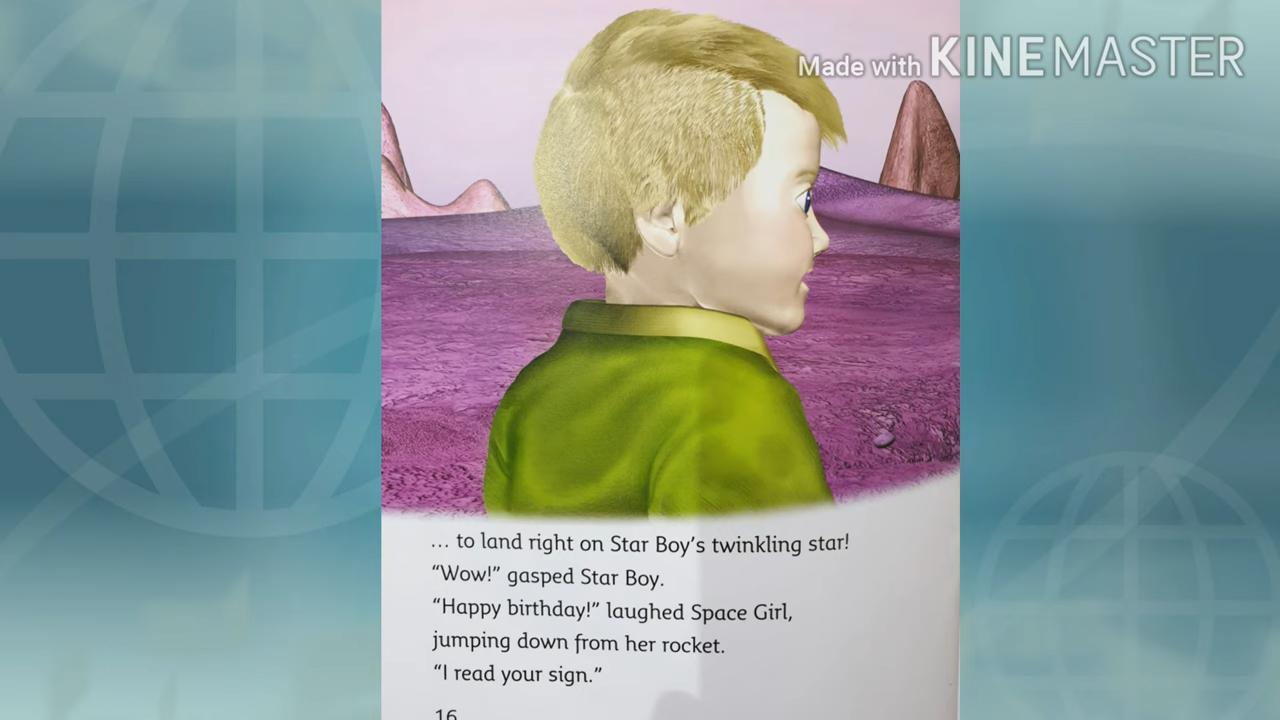 Made with KINEMASTER
... to land right on Star Boy's twinkling star!
"Wow!" gasped Star Boy.
"Happy birthday!" laughed Space Girl,
jumping down from her rocket.
"I read your sign."
16